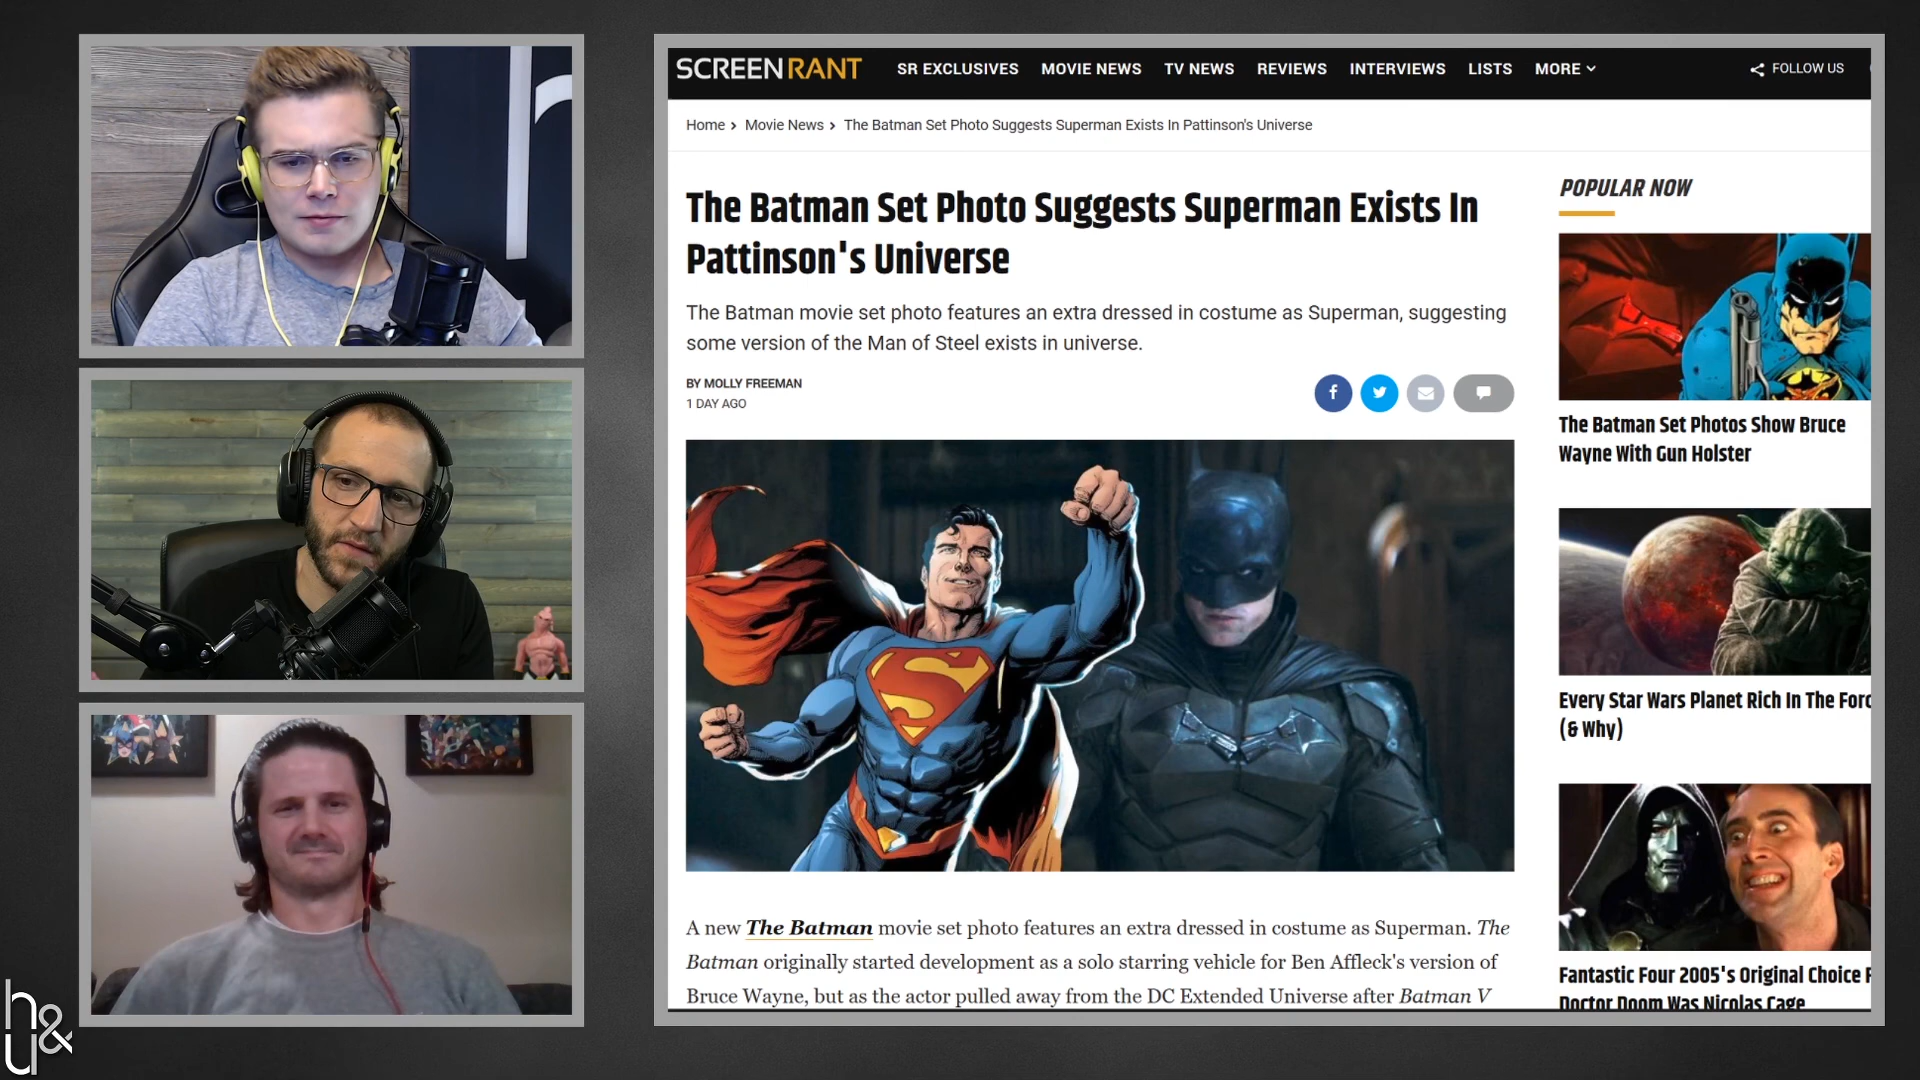 SCREENRANT
SR EXCLUSIVES MOVIE NEWS TV NEWS REVIEWS INTERVIEWS LISTS MORE FOLLOW US
Home › Movie News › The Batman Set Photo Suggests Superman Exists In Pattinson's Universe
The Batman Set Photo Suggests Superman Exists In
Pattinson's Universe
The Batman movie set photo features an extra dressed in costume as Superman, suggesting
some version of the Man of Steel exists in universe.
BY MOLLY FREEMAN
1 DAY AGO
A new The Batman movie set photo features an extra dressed in costume as Superman. The
Batman originally started development as a solo starring vehicle for Ben Affleck's version of
Bruce Wayne, but as the actor pulled away from the DC Extended Universe after Batman V
POPULAR NOW
The Batman Set Photos Show Bruce
Wayne With Gun Holster
Every Star Wars Planet Rich In The Forc
(& Why)
Fantastic Four 2005's Original Choice F
Doctor Doom Was Nicolas Cage
h&
u